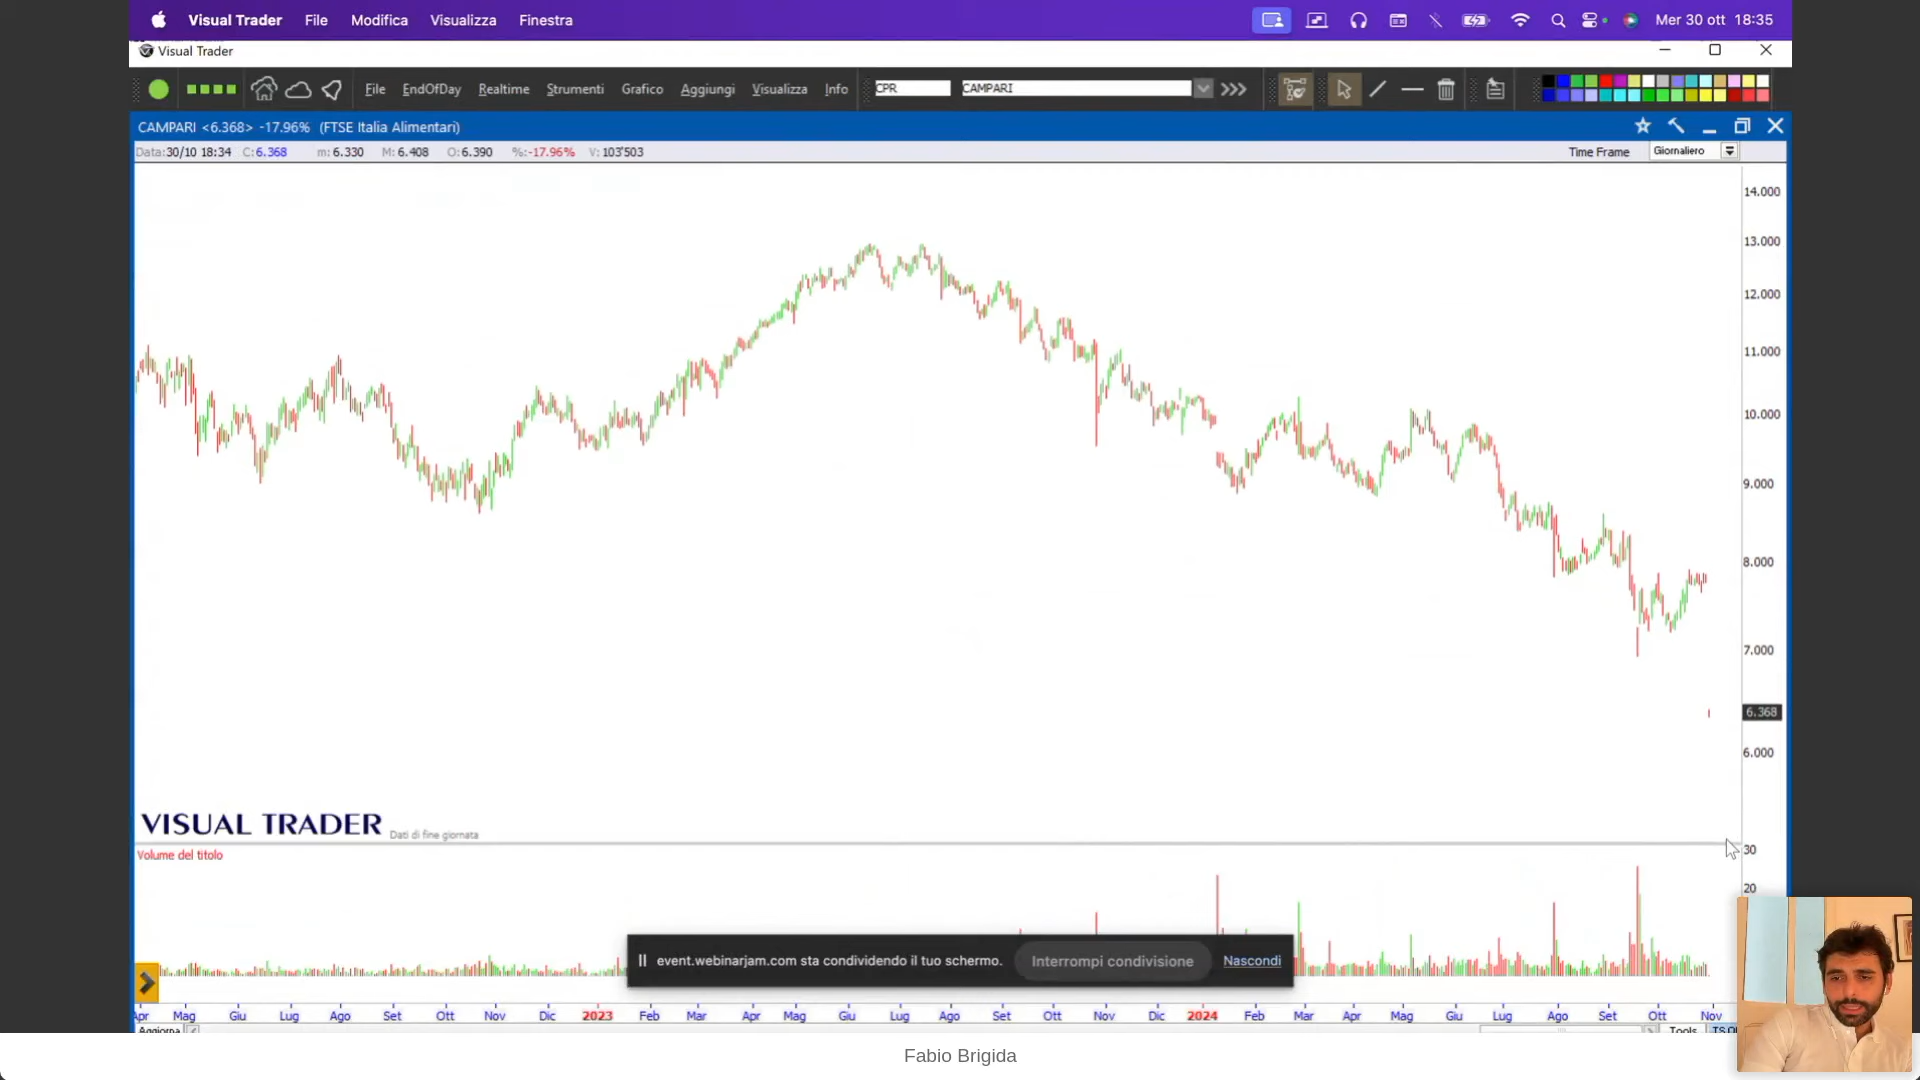 Visual Trader File Modifica Visualizza Finestra Mer 30 ott 18:35
Visual Trader
File EndOfDay Realtime Strumenti Grafico Aggiungi Visualizza Info CPR CAMPARI >>>
CAMPARI <6.368> -17.96% (FTSE Italia Alimentari)
Data:30/10 18:34 C:6.368 m: 6.330 M: 6.408 O: 6.390 %:-17.96% V: 103'503 Time Frame Giornaliero
14.000
13.000
12.000
11.000
10.000
9.000
8.000
7.000
6.368
6.000
VISUAL TRADER Dati di fine giornata
Volume del titolo
30
20
event.webinarjam.com sta condividendo il tuo schermo. Interrompi condivisione Nascondi
Apr Mag Giu Lug Ago Set Ott Nov Dic 2023 Feb Mar Apr Mag Giu Lug Ago Set Ott Nov Dic 2024 Feb Mar Apr Mag Giu Lug Ago Set Ott Nov
Aggiorna Tools
Fabio Brigida